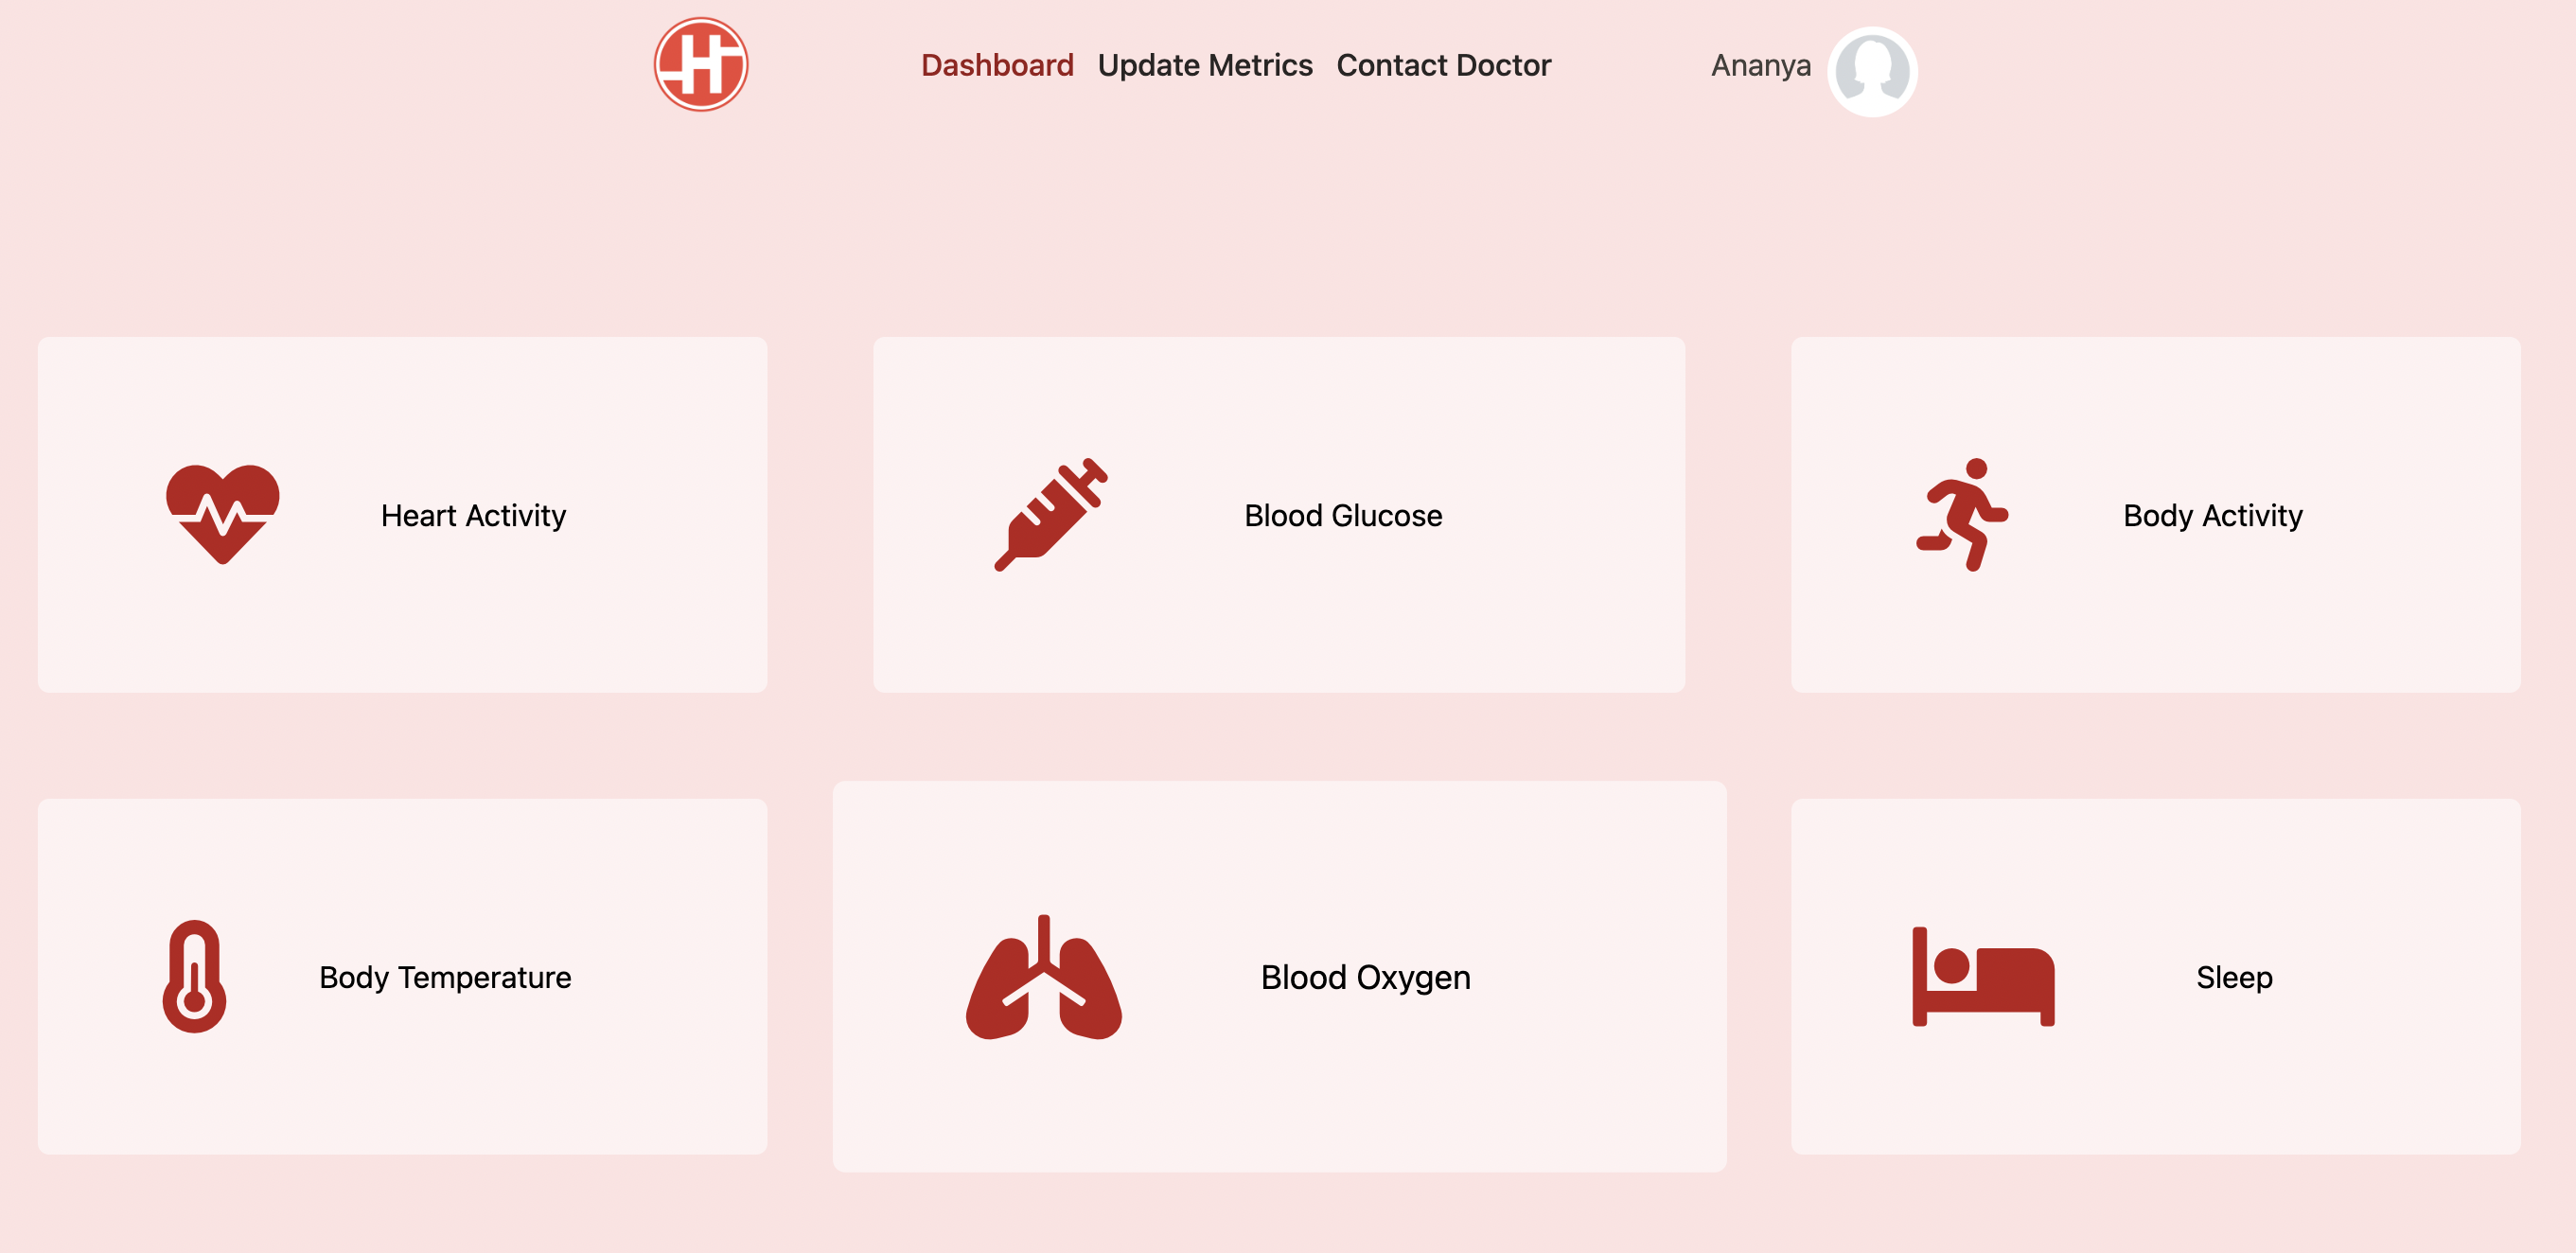 H
Dashboard Update Metrics Contact Doctor Ananya
Heart Activity
Blood Glucose
Body Activity
Body Temperature
Blood Oxygen
Sleep